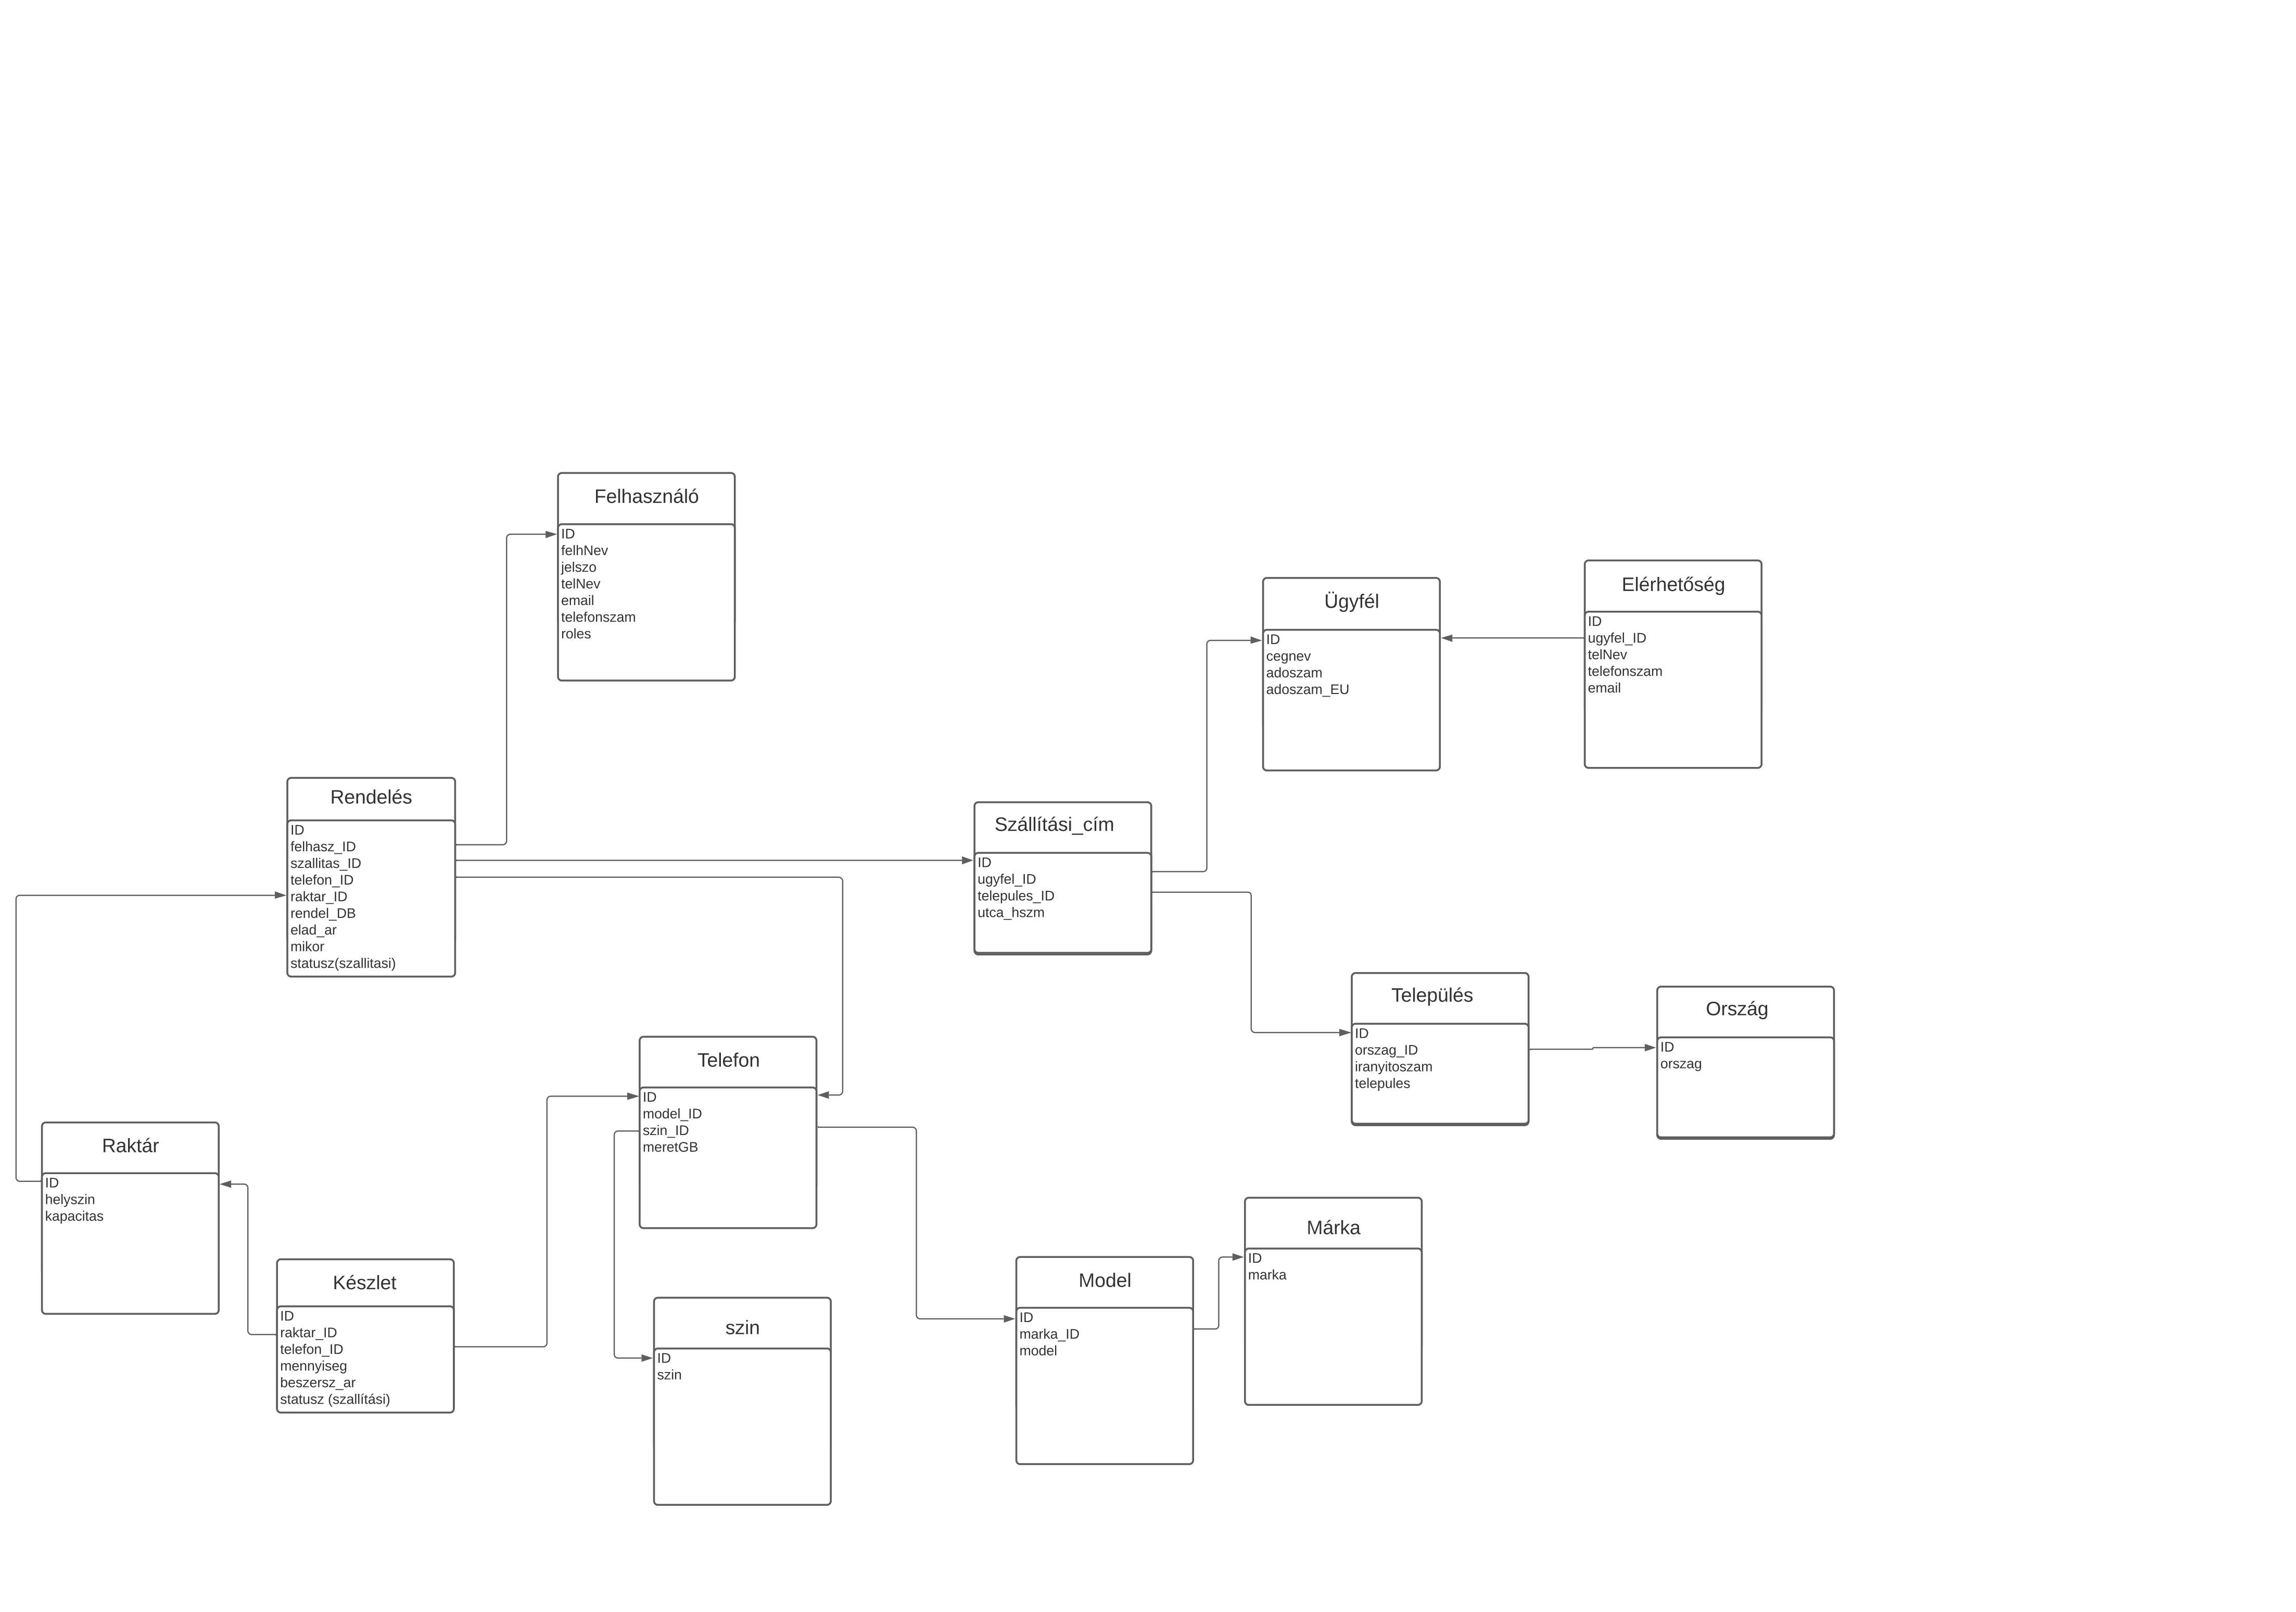 Felhasználó
ID
felhNev
jelszo
telNev
email
telefonszam
roles
Ügyfél
ID
cegnev
adoszam
adoszam_EU
Elérhetőség
ID
ugyfel_ID
telNev
telefonszam
email
Rendelés
ID
felhasz_ID
szallitas_ID
telefon_ID
raktar_ID
rendel_DB
elad_ar
mikor
statusz(szallitasi)
Szállítási_cím
ID
ugyfel_ID
telepules_ID
utca_hszm
Település
ID
orszag_ID
iranyitoszam
telepules
Ország
ID
orszag
Telefon
ID
model_ID
szin_ID
meretGB
Raktár
ID
helyszin
kapacitas
Készlet
ID
raktar_ID
telefon_ID
mennyiseg
beszersz_ar
statusz (szallítási)
szin
ID
szin
Model
ID
marka_ID
model
Márka
ID
marka